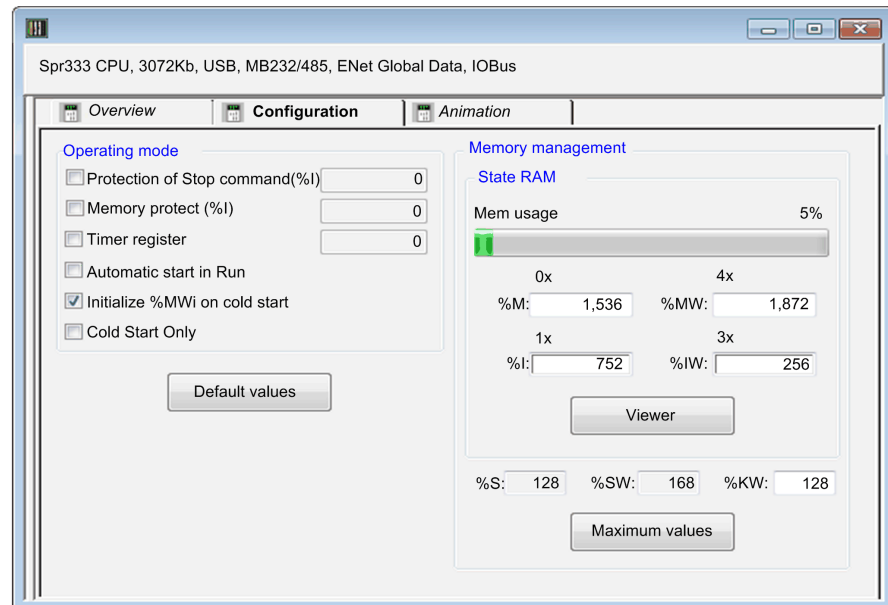 Spr333 CPU, 3072Kb, USB, MB232/485, ENet Global Data, IOBus
Overview
Configuration
Animation
Operating mode
Protection of Stop command(%I) 0
Memory protect (%I) 0
Timer register 0
Automatic start in Run
Initialize %MWi on cold start
Cold Start Only
Default values
Memory management
State RAM
Mem usage 5%
0x 4x
%M: 1,536 %MW: 1,872
1x 3x
%I: 752 %IW: 256
Viewer
%S: 128 %SW: 168 %KW: 128
Maximum values